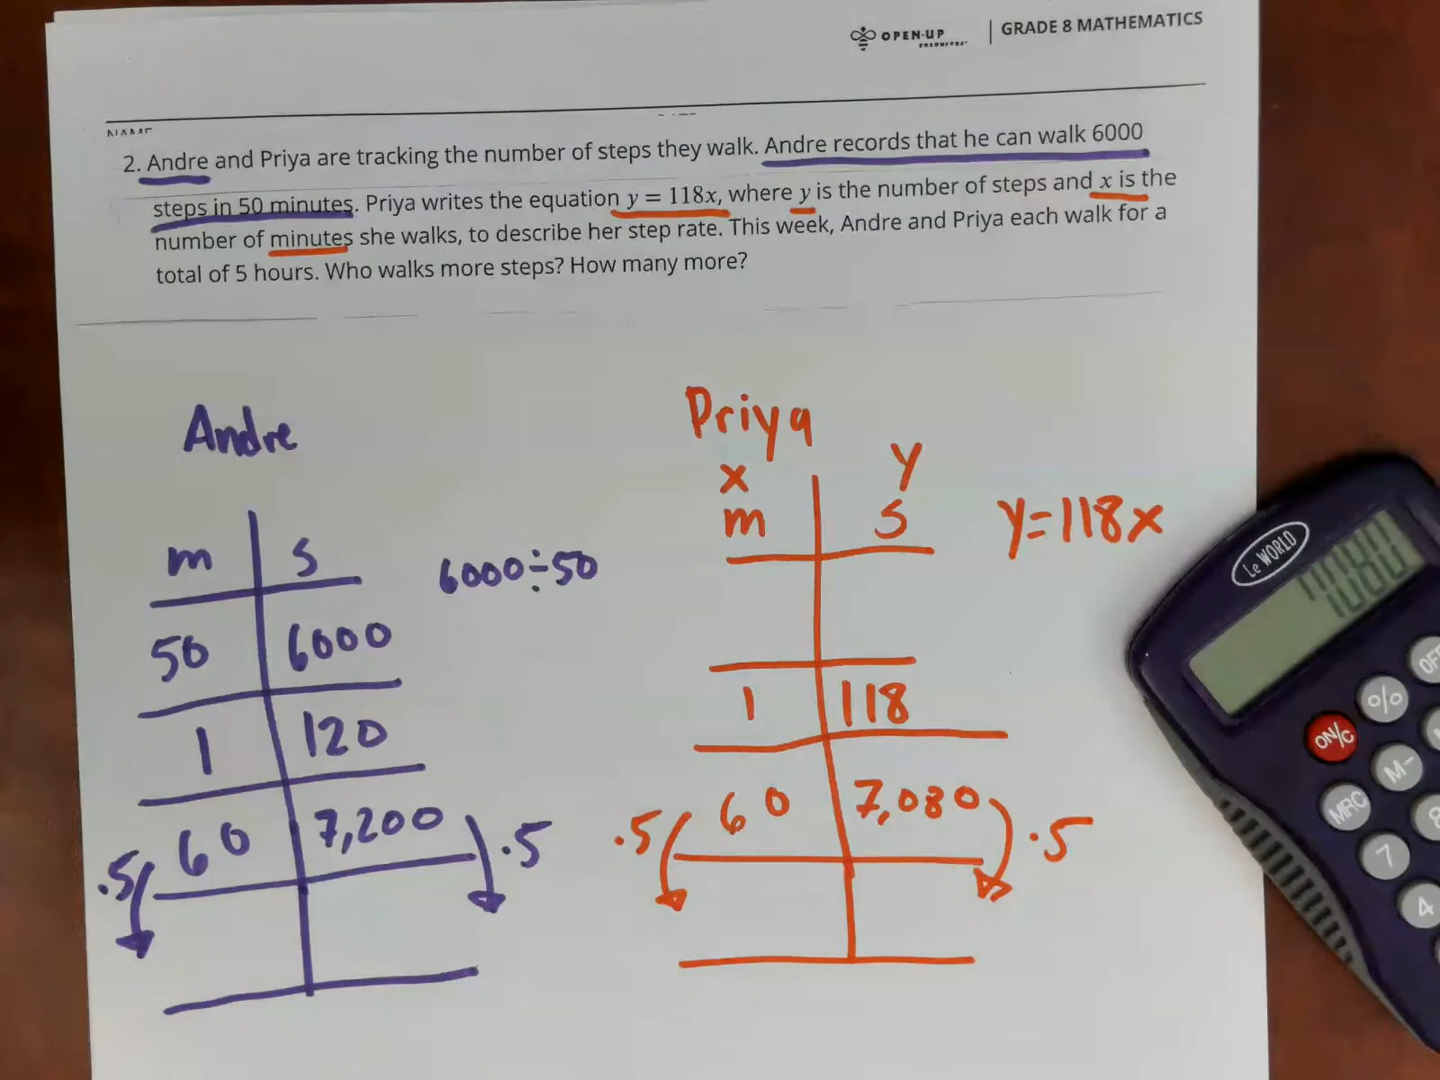 OPEN-UP
resources
GRADE 8 MATHEMATICS
NAME
2. Andre and Priya are tracking the number of steps they walk. Andre records that he can walk 6000
steps in 50 minutes. Priya writes the equation y = 118x, where y is the number of steps and x is the
number of minutes she walks, to describe her step rate. This week, Andre and Priya each walk for a
total of 5 hours. Who walks more steps? How many more?
Andre
m s
6000÷50
50 6000
1 120
60 7,200
·5 ·5
Priya
x y
m s
y=118x
1 118
60 7,080
·5 ·5
Le WORLD
OFF
%
ON/C
M-
MRC
7
8
4